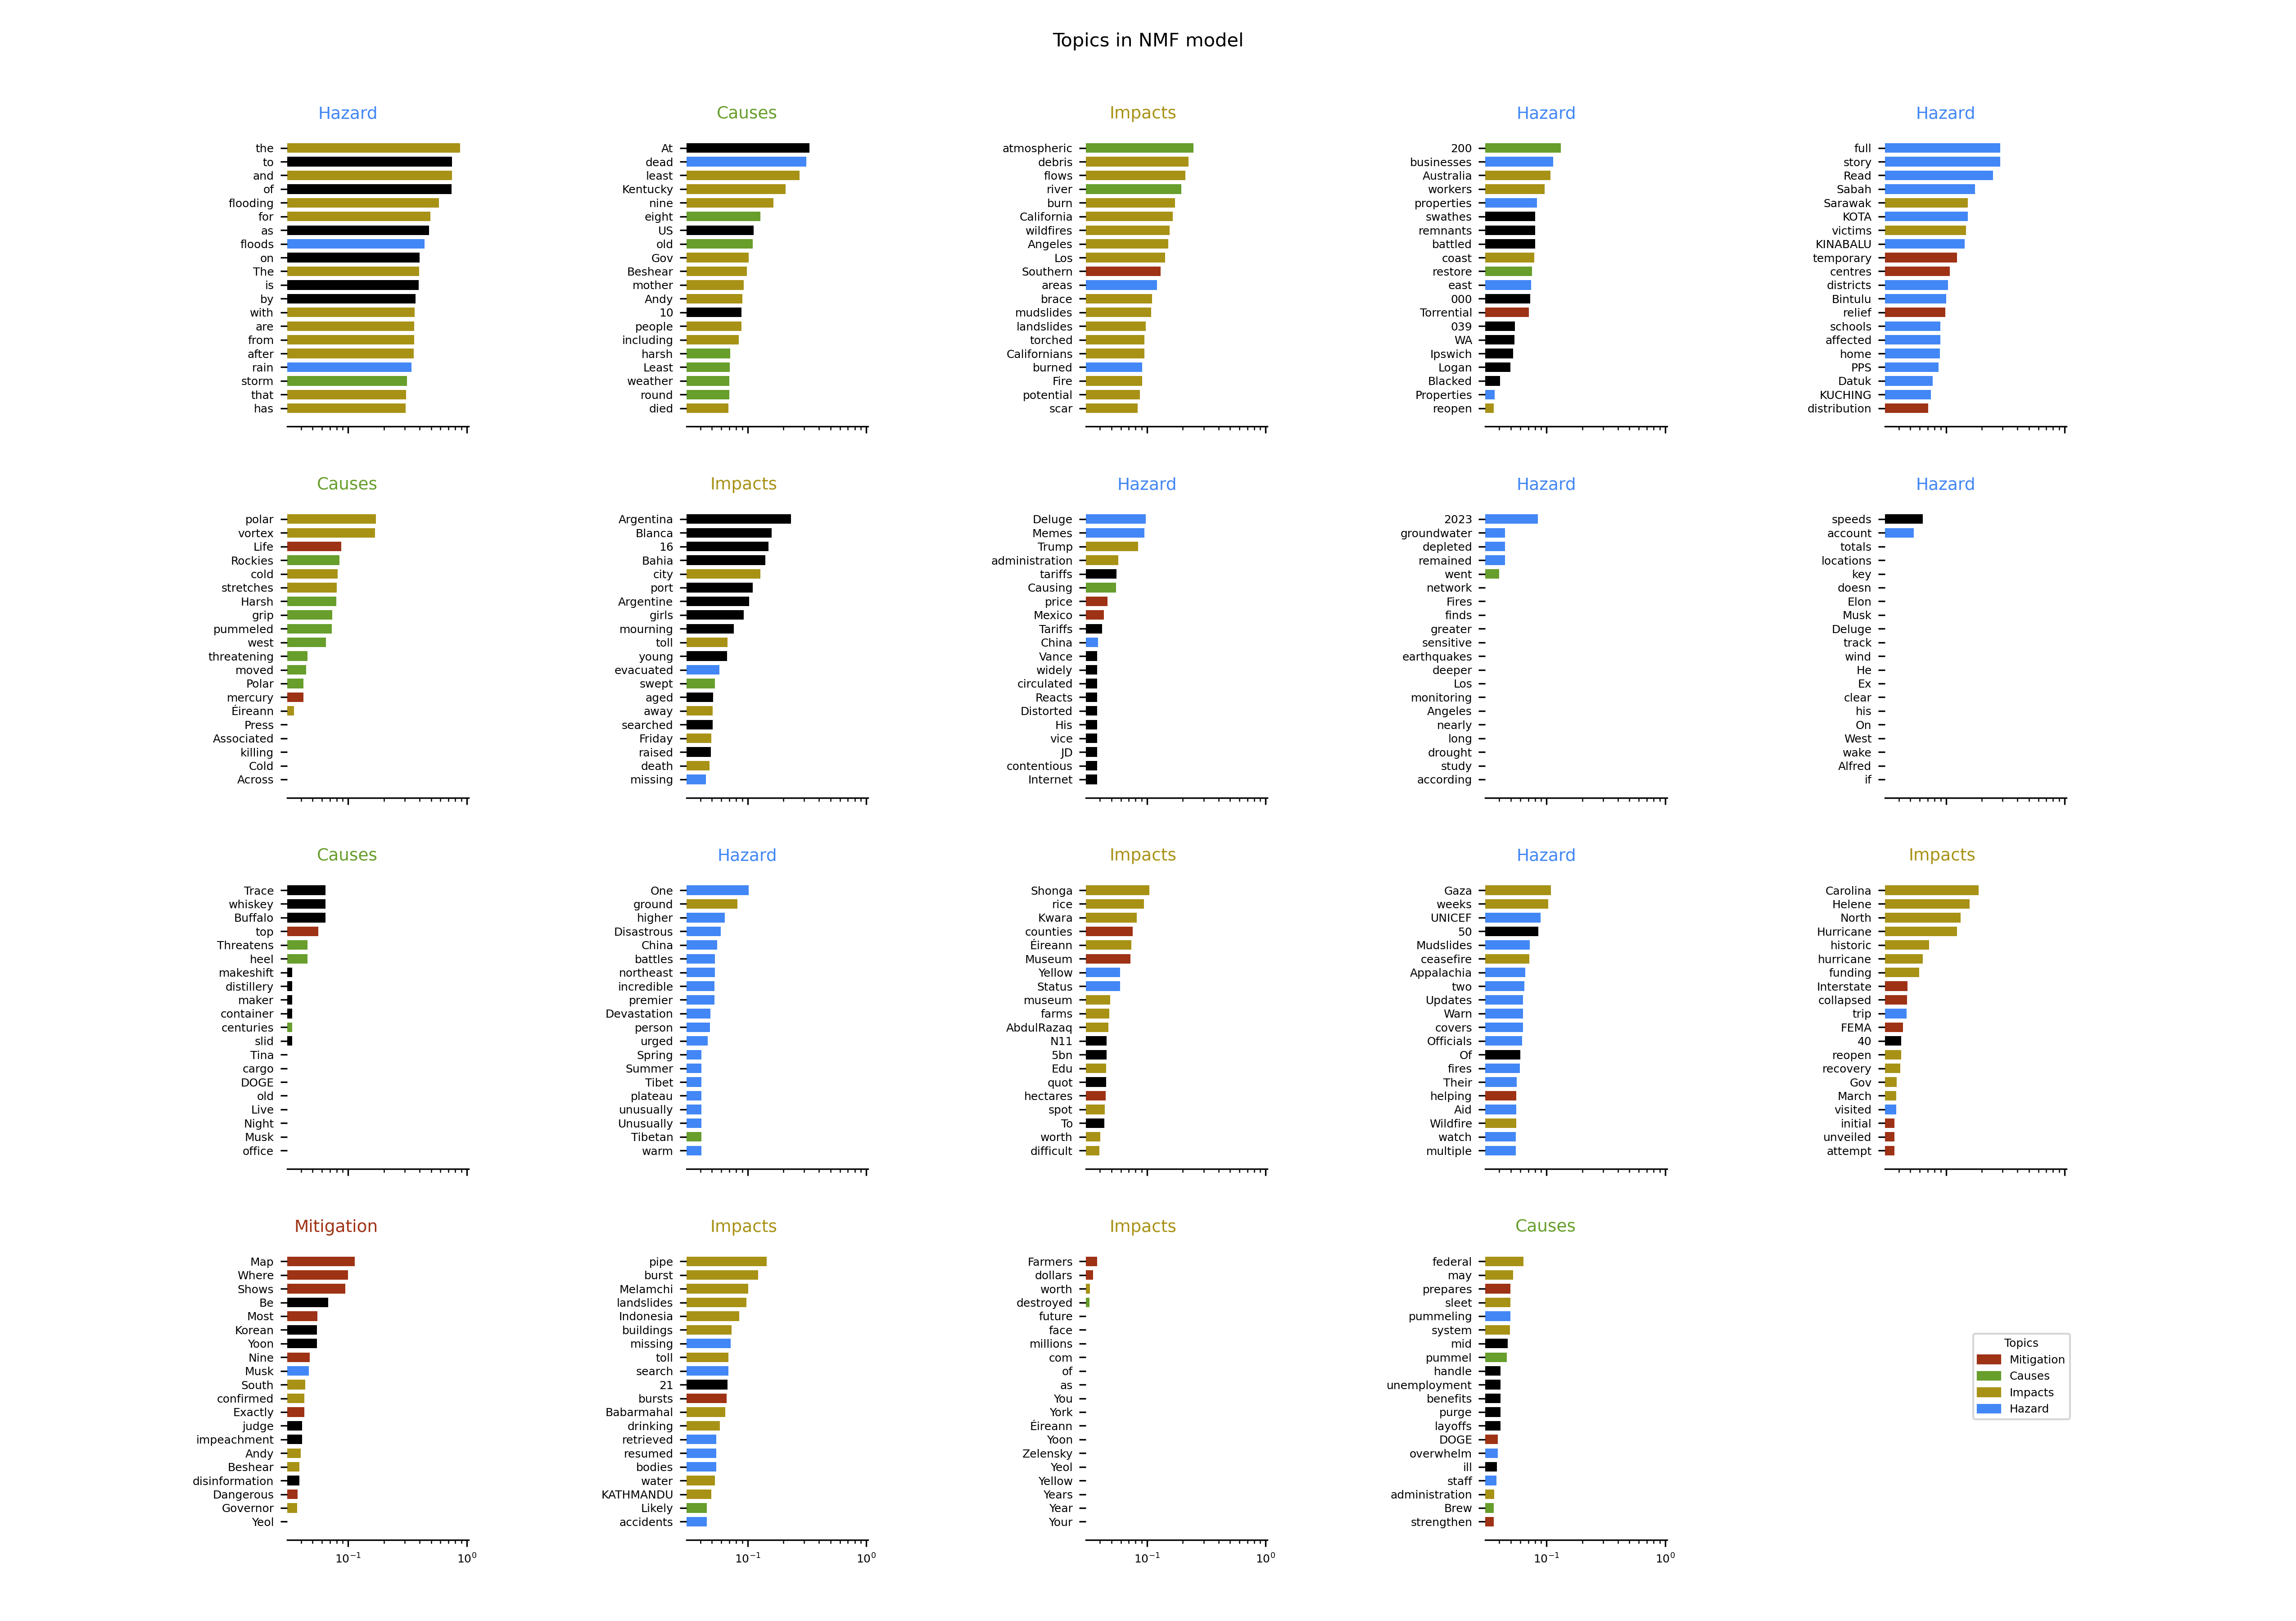 Topics in NMF model
Hazard
the
to
and
of
flooding
for
as
floods
on
The
is
by
with
are
from
after
rain
storm
that
has
Causes
At
dead
least
Kentucky
nine
eight
US
old
Gov
Beshear
mother
Andy
10
people
including
harsh
Least
weather
round
died
Impacts
atmospheric
debris
flows
river
burn
California
wildfires
Angeles
Los
Southern
areas
brace
mudslides
landslides
torched
Californians
burned
Fire
potential
scar
Hazard
200
businesses
Australia
workers
properties
swathes
remnants
battled
coast
restore
east
000
Torrential
039
WA
Ipswich
Logan
Blacked
Properties
reopen
Hazard
full
story
Read
Sabah
Sarawak
KOTA
victims
KINABALU
temporary
centres
districts
Bintulu
relief
schools
affected
home
PPS
Datuk
KUCHING
distribution
Causes
polar
vortex
Life
Rockies
cold
stretches
Harsh
grip
pummeled
west
threatening
moved
Polar
mercury
Éireann
Press
Associated
killing
Cold
Across
Impacts
Argentina
Blanca
16
Bahia
city
port
Argentine
girls
mourning
toll
young
evacuated
swept
aged
away
searched
Friday
raised
death
missing
Hazard
Deluge
Memes
Trump
administration
tariffs
Causing
price
Mexico
Tariffs
China
Vance
widely
circulated
Reacts
Distorted
His
vice
JD
contentious
Internet
Hazard
2023
groundwater
depleted
remained
went
network
Fires
finds
greater
sensitive
earthquakes
deeper
Los
monitoring
Angeles
nearly
long
drought
study
according
Hazard
speeds
account
totals
locations
key
doesn
Elon
Musk
Deluge
track
wind
He
Ex
clear
his
On
West
wake
Alfred
if
Causes
Trace
whiskey
Buffalo
top
Threatens
heel
makeshift
distillery
maker
container
centuries
slid
Tina
cargo
DOGE
old
Live
Night
Musk
office
Hazard
One
ground
higher
Disastrous
China
battles
northeast
incredible
premier
Devastation
person
urged
Spring
Summer
Tibet
plateau
unusually
Unusually
Tibetan
warm
Impacts
Shonga
rice
Kwara
counties
Éireann
Museum
Yellow
Status
museum
farms
AbdulRazaq
N11
5bn
Edu
quot
hectares
spot
To
worth
difficult
Hazard
Gaza
weeks
UNICEF
50
Mudslides
ceasefire
Appalachia
two
Updates
Warn
covers
Officials
Of
fires
Their
helping
Aid
Wildfire
watch
multiple
Impacts
Carolina
Helene
North
Hurricane
historic
hurricane
funding
Interstate
collapsed
trip
FEMA
40
reopen
recovery
Gov
March
visited
initial
unveiled
attempt
Mitigation
Map
Where
Shows
Be
Most
Korean
Yoon
Nine
Musk
South
confirmed
Exactly
judge
impeachment
Andy
Beshear
disinformation
Dangerous
Governor
Yeol
10⁻¹ 10⁰
Impacts
pipe
burst
Melamchi
landslides
Indonesia
buildings
missing
toll
search
21
bursts
Babarmahal
drinking
retrieved
resumed
bodies
water
KATHMANDU
Likely
accidents
10⁻¹ 10⁰
Impacts
Farmers
dollars
worth
destroyed
future
face
millions
com
of
as
You
York
Éireann
Yoon
Zelensky
Yeol
Yellow
Years
Year
Your
10⁻¹ 10⁰
Causes
federal
may
prepares
sleet
pummeling
system
mid
pummel
handle
unemployment
benefits
purge
layoffs
DOGE
overwhelm
ill
staff
administration
Brew
strengthen
10⁻¹ 10⁰
Topics
Mitigation
Causes
Impacts
Hazard